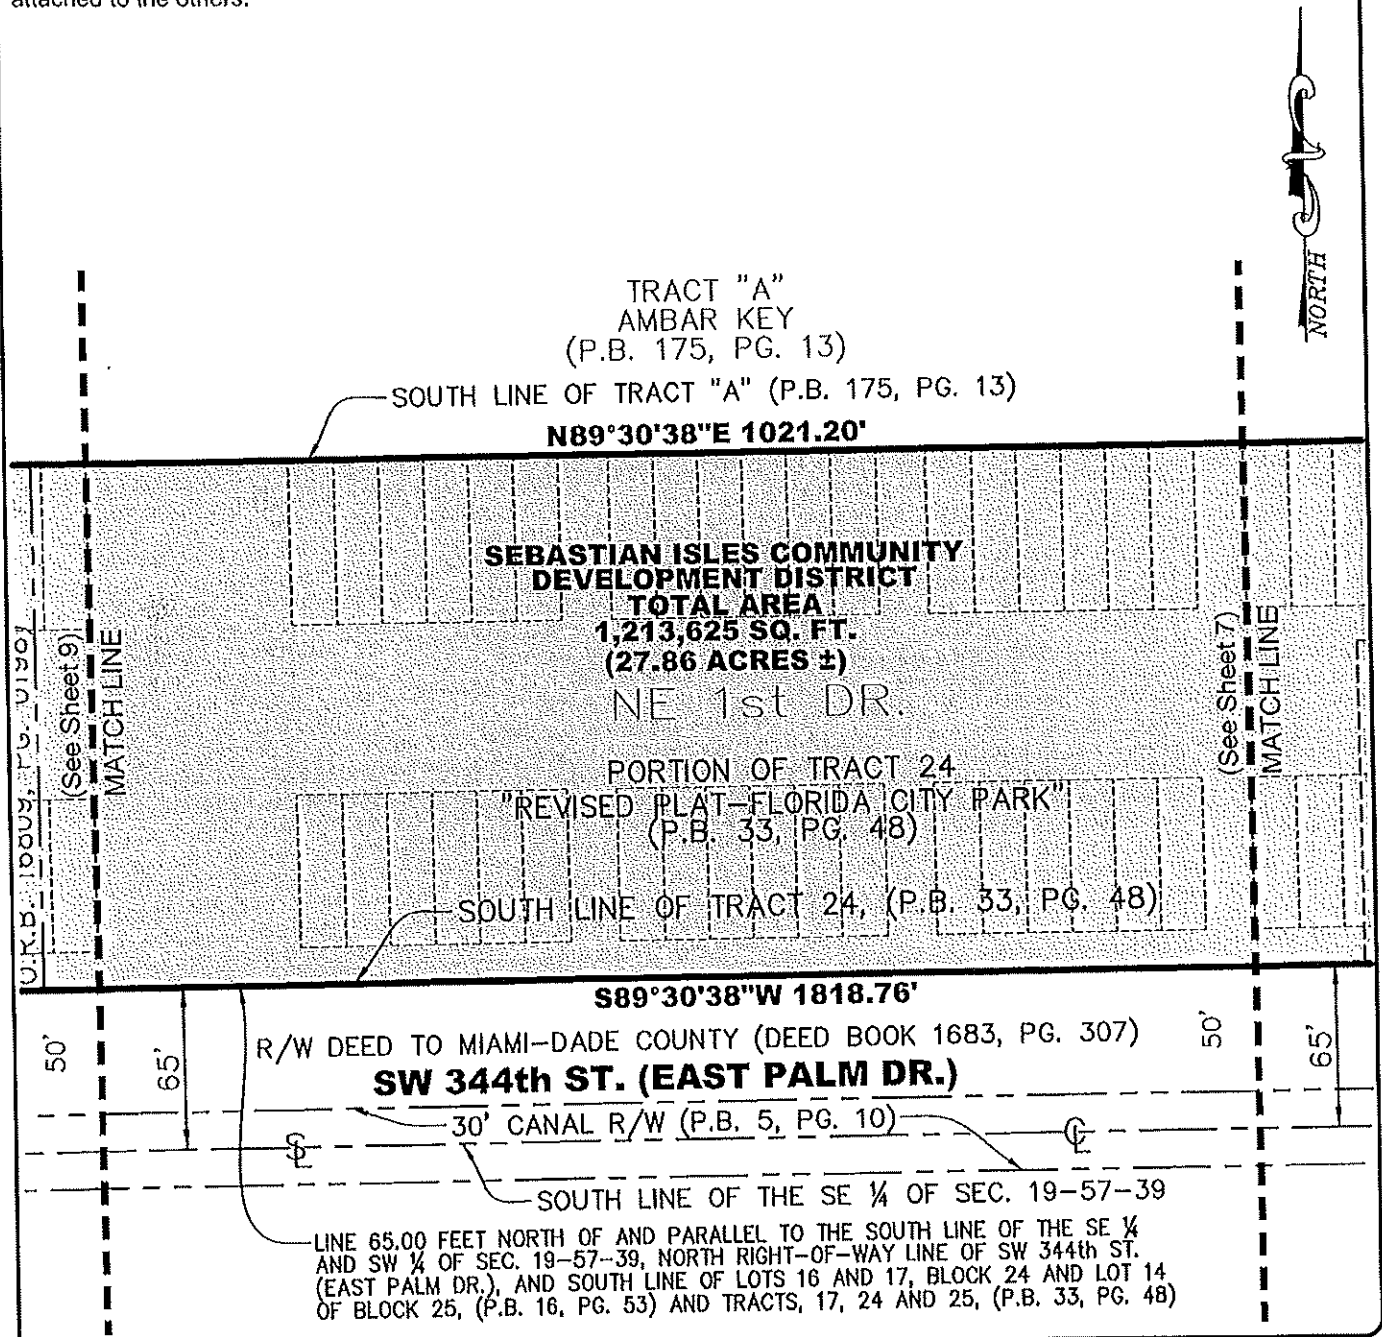 attached to the others.
NORTH
TRACT "A"
AMBAR KEY
(P.B. 175, PG. 13)
SOUTH LINE OF TRACT "A" (P.B. 175, PG. 13)
N89°30'38"E 1021.20'
SEBASTIAN ISLES COMMUNITY
DEVELOPMENT DISTRICT
TOTAL AREA
1,213,625 SQ. FT.
(27.86 ACRES ±)
NE 1st DR.
(See Sheet 9)
MATCH LINE
(See Sheet 7)
MATCH LINE
PORTION OF TRACT 24
"REVISED PLAT-FLORIDA CITY PARK"
(P.B. 33, PG. 48)
SOUTH LINE OF TRACT 24, (P.B. 33, PG. 48)
S89°30'38"W 1818.76'
50'
65'
R/W DEED TO MIAMI-DADE COUNTY (DEED BOOK 1683, PG. 307)
50'
65'
SW 344th ST. (EAST PALM DR.)
30' CANAL R/W (P.B. 5, PG. 10)
SOUTH LINE OF THE SE ¼ OF SEC. 19-57-39
LINE 65.00 FEET NORTH OF AND PARALLEL TO THE SOUTH LINE OF THE SE ¼
AND SW ¼ OF SEC. 19-57-39, NORTH RIGHT-OF-WAY LINE OF SW 344th ST.
(EAST PALM DR.), AND SOUTH LINE OF LOTS 16 AND 17, BLOCK 24 AND LOT 14
OF BLOCK 25, (P.B. 16, PG. 53) AND TRACTS, 17, 24 AND 25, (P.B. 33, PG. 48)